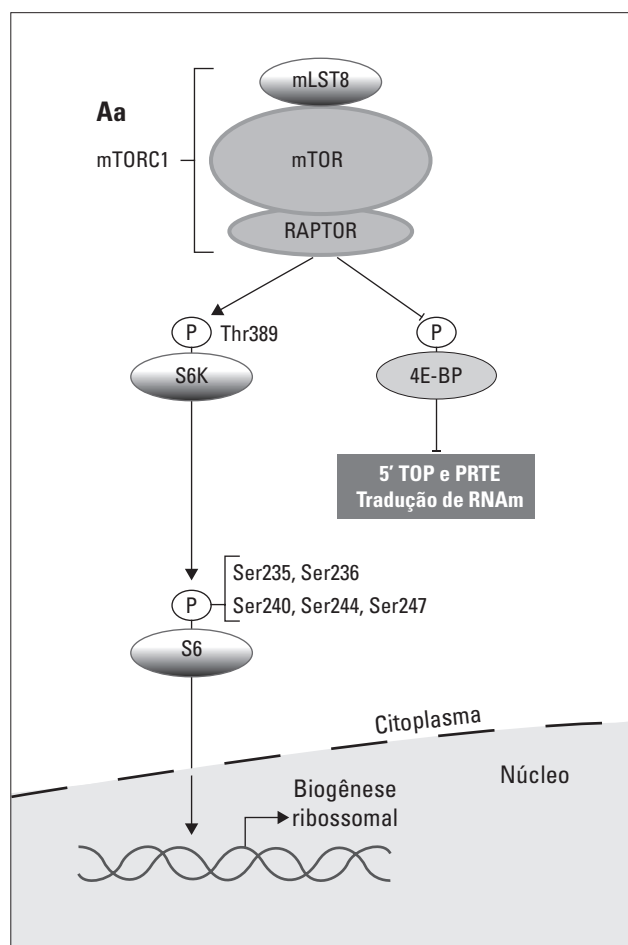 mLST8
Aa
mTORC1
mTOR
RAPTOR
P
Thr389
P
S6K
4E-BP
5' TOP e PRTE
Tradução de RNAm
Ser235, Ser236
P
Ser240, Ser244, Ser247
S6
Citoplasma
Núcleo
Biogênese
ribossomal